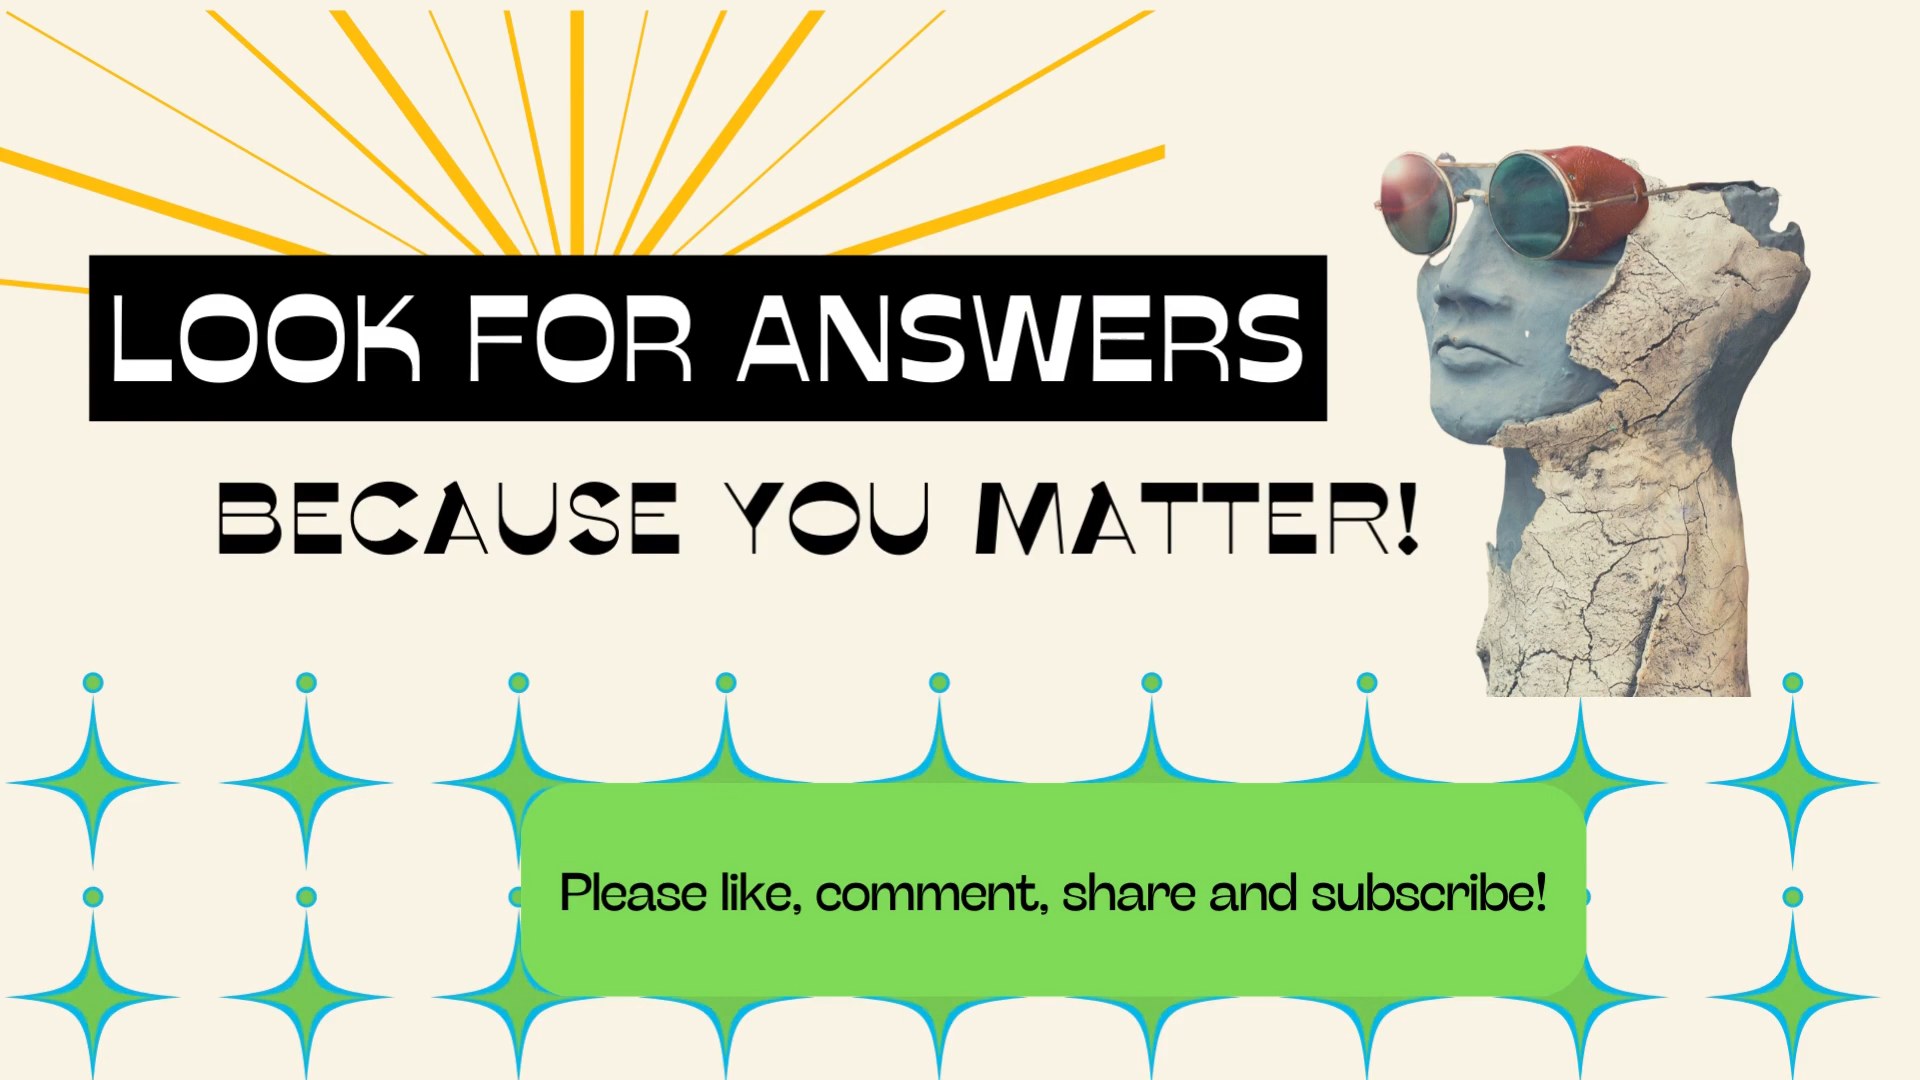 LOOK FOR ANSWERS
BECAUSE YOU MATTER!
Please like, comment, share and subscribe!